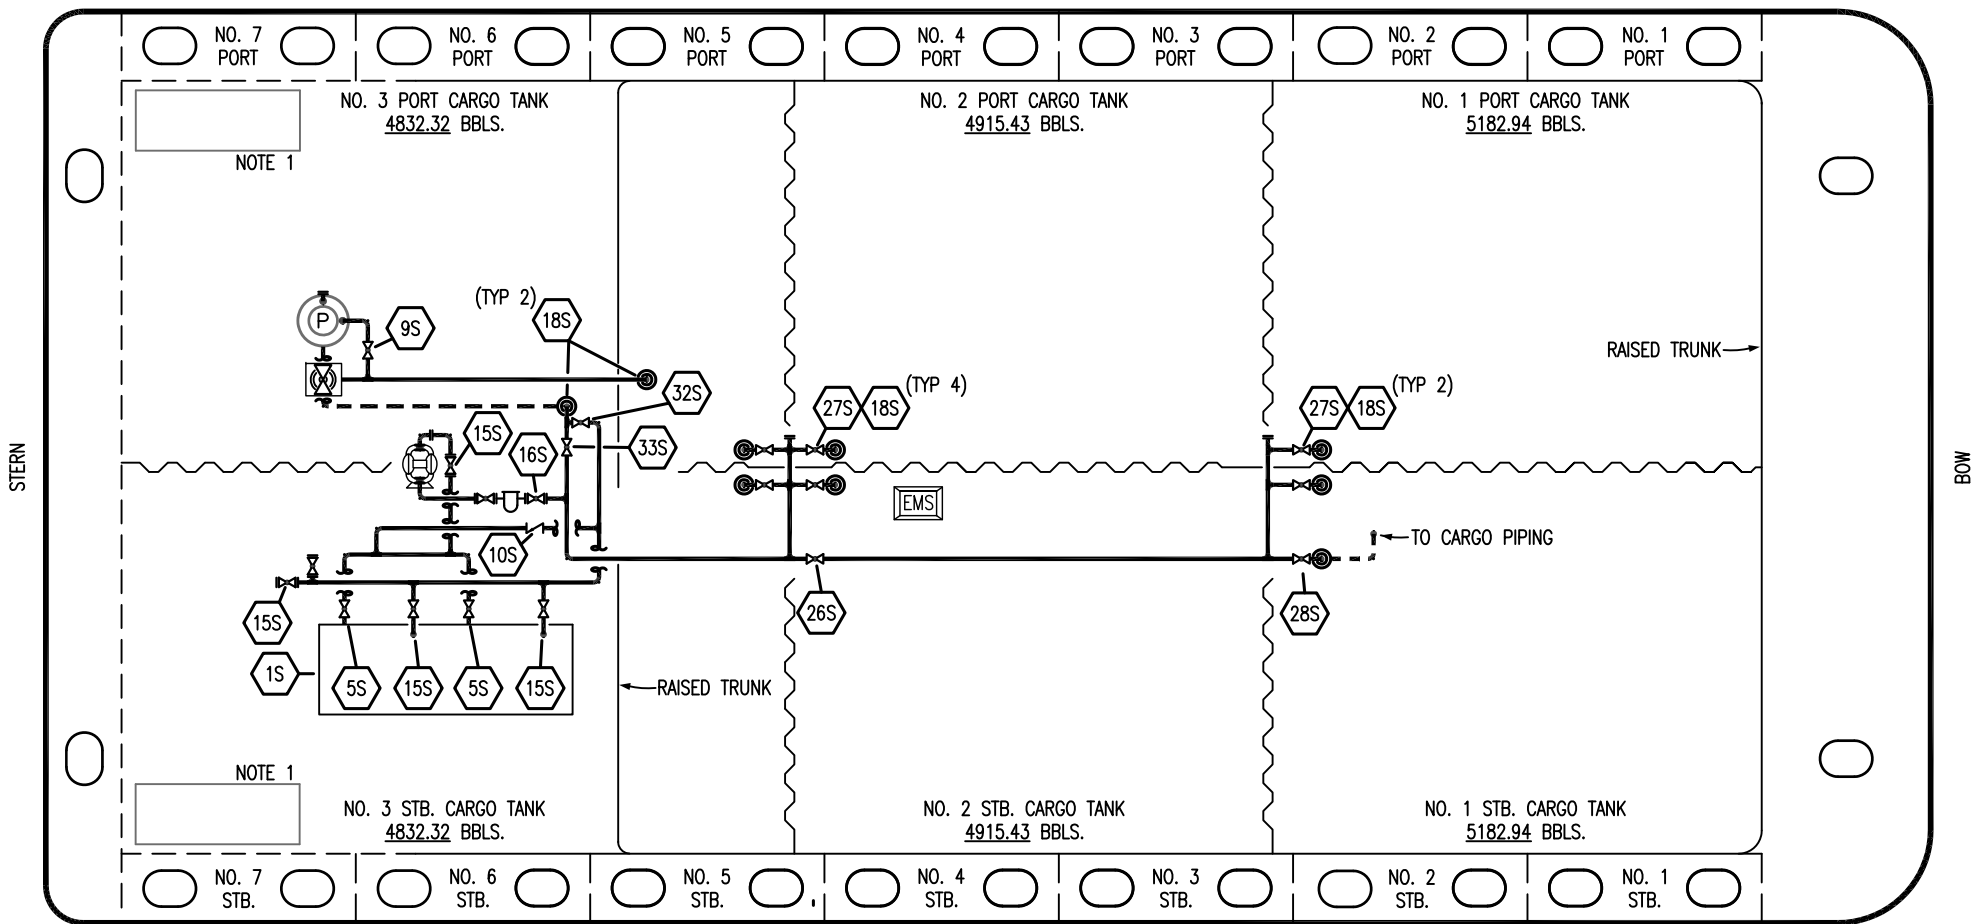 NO. 7
PORT
NO. 6
PORT
NO. 5
PORT
NO. 4
PORT
NO. 3
PORT
NO. 2
PORT
NO. 1
PORT
NO. 3 PORT CARGO TANK
4832.32 BBLS.
NO. 2 PORT CARGO TANK
4915.43 BBLS.
NO. 1 PORT CARGO TANK
5182.94 BBLS.
NOTE 1
(TYP 2)
18S
P
9S
RAISED TRUNK
32S
27S
18S
(TYP 4)
27S
18S
(TYP 2)
15S
16S
33S
STERN
BOW
EMS
TO CARGO PIPING
10S
15S
26S
28S
1S
5S
15S
5S
15S
RAISED TRUNK
NOTE 1
NO. 3 STB. CARGO TANK
4832.32 BBLS.
NO. 2 STB. CARGO TANK
4915.43 BBLS.
NO. 1 STB. CARGO TANK
5182.94 BBLS.
NO. 7
STB.
NO. 6
STB.
NO. 5
STB.
NO. 4
STB.
NO. 3
STB.
NO. 2
STB.
NO. 1
STB.